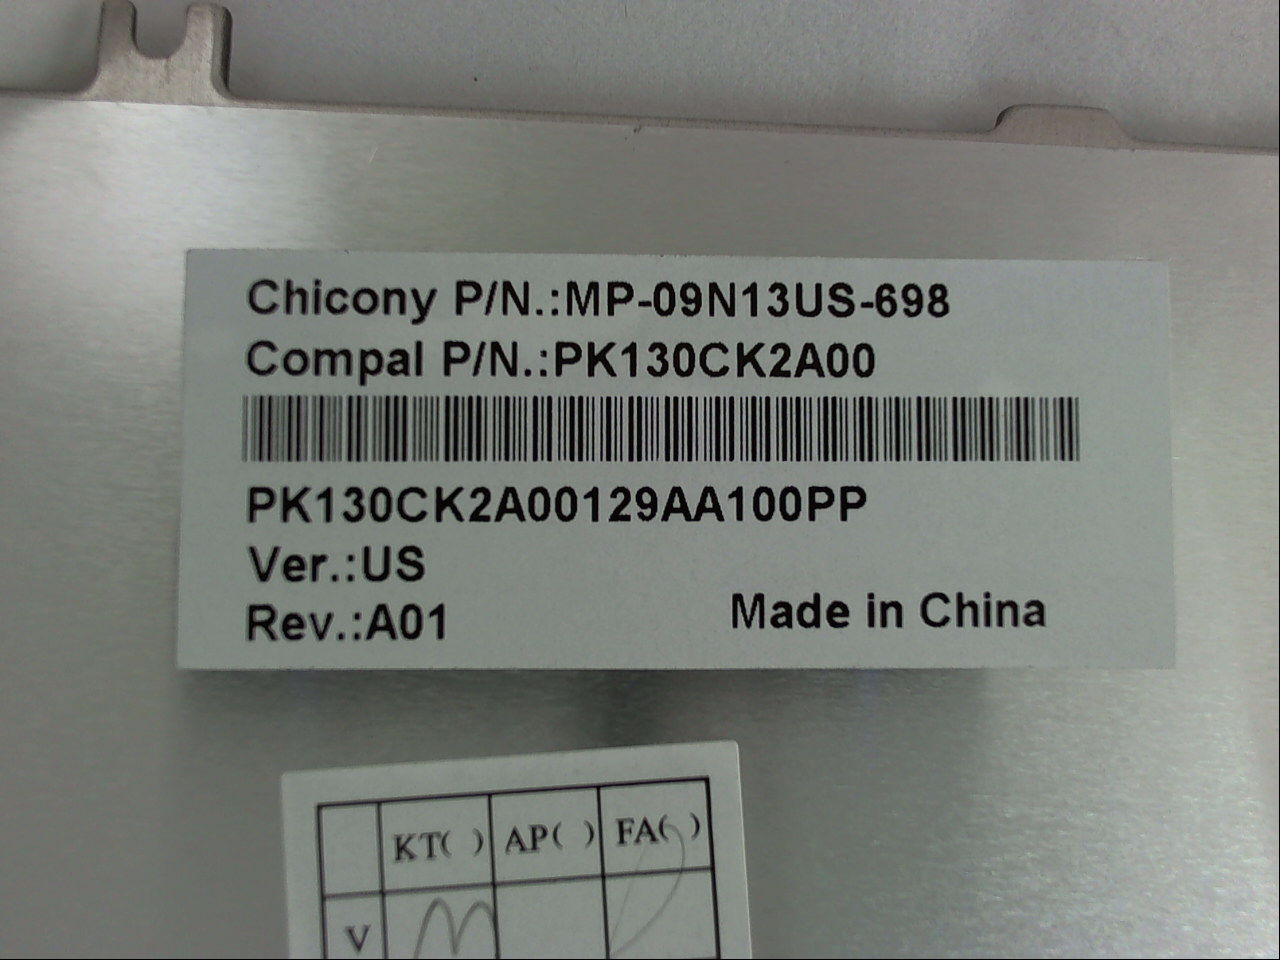 Chicony P/N.:MP-09N13US-698
Compal P/N.:PK130CK2A00
PK130CK2A00129AA100PP
Ver.:US
Rev.:A01
Made in China
KT( ) AP( ) FA( )
V